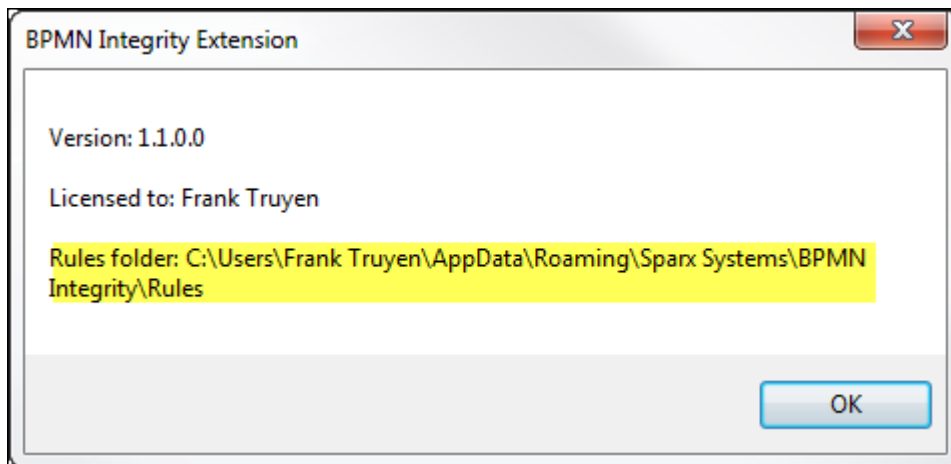 BPMN Integrity Extension
Version: 1.1.0.0
Licensed to: Frank Truyen
Rules folder: C:\Users\Frank Truyen\AppData\Roaming\Sparx Systems\BPMN
Integrity\Rules
OK